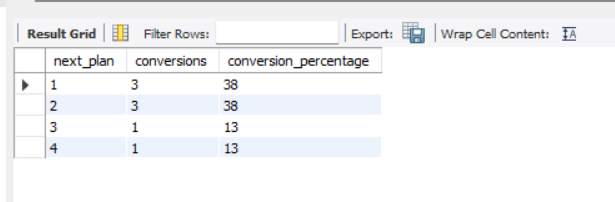 Result Grid Filter Rows: Export: Wrap Cell Content: IA
next_plan conversions conversion_percentage
1 3 38
2 3 38
3 1 13
4 1 13